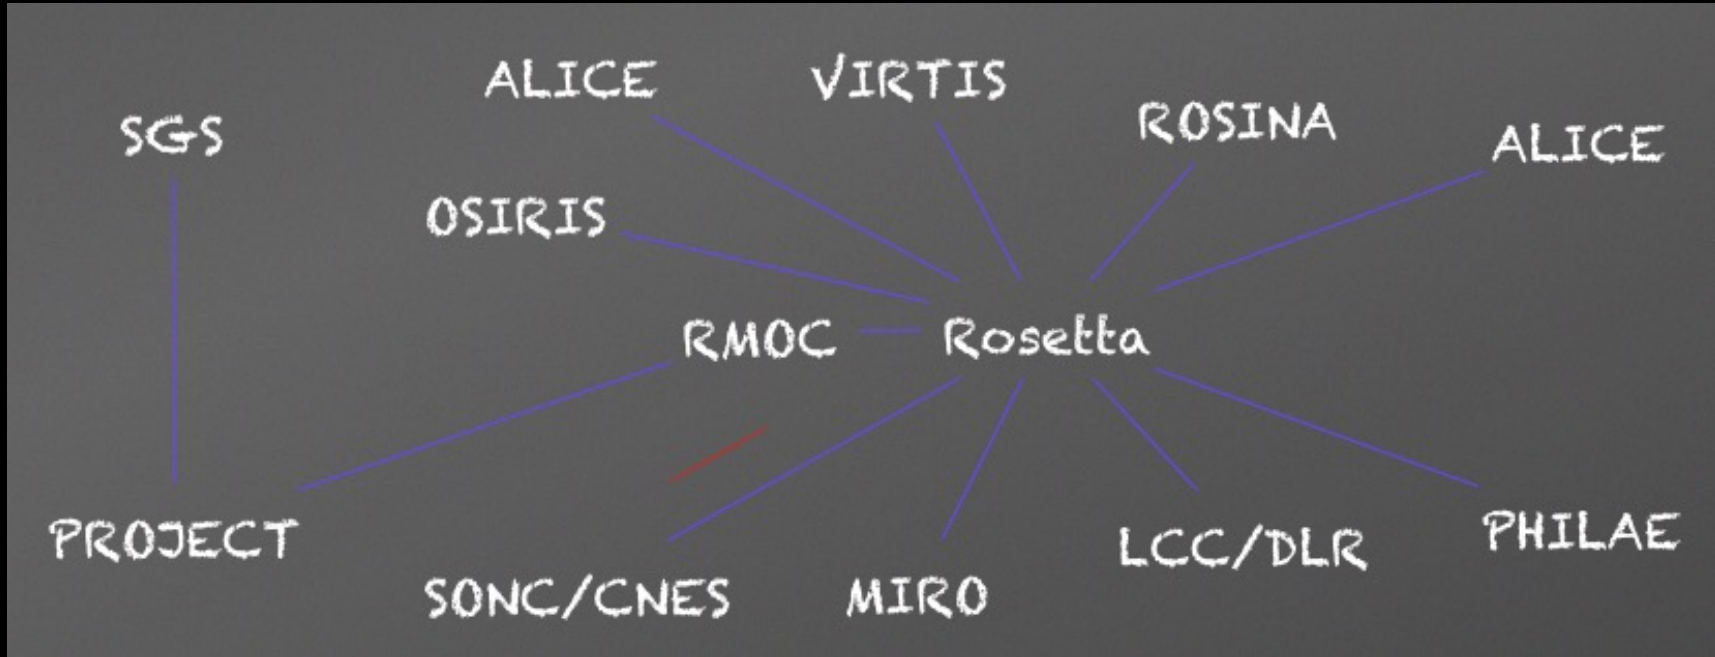 ALICE
VIRTIS
ROSINA
SGS
ALICE
OSIRIS
RMOC
Rosetta
PROJECT
SONC/CNES
MIRO
LCC/DLR
PHILAE